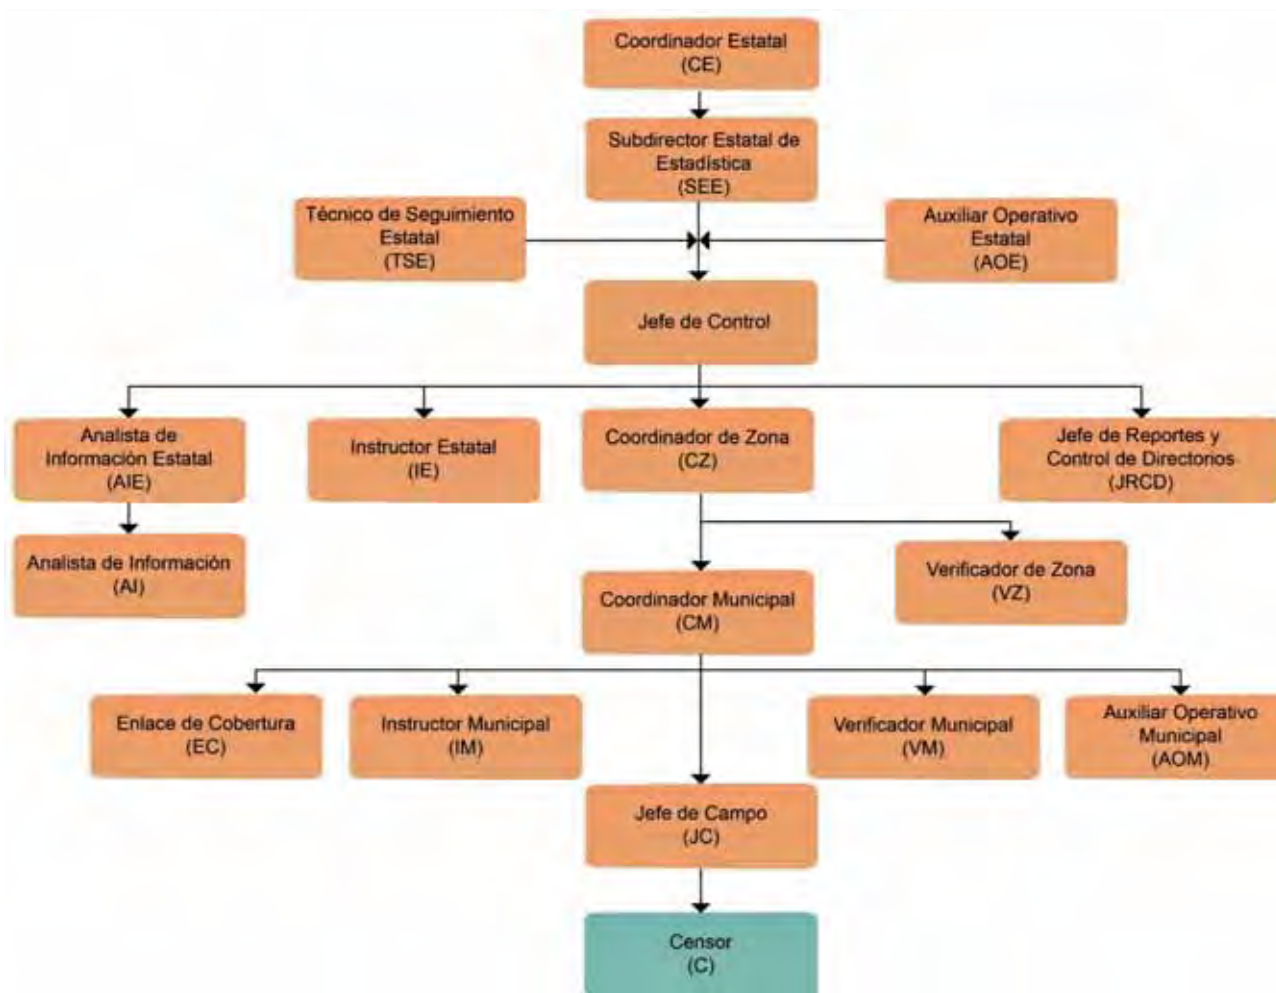 Coordinador Estatal
(CE)
Subdirector Estatal de
Estadística
(SEE)
Técnico de Seguimiento
Estatal
(TSE)
Auxiliar Operativo
Estatal
(AOE)
Jefe de Control
Analista de
Información Estatal
(AIE)
Instructor Estatal
(IE)
Coordinador de Zona
(CZ)
Jefe de Reportes y
Control de Directorios
(JRCD)
Analista de Información
(AI)
Verificador de Zona
(VZ)
Coordinador Municipal
(CM)
Enlace de Cobertura
(EC)
Instructor Municipal
(IM)
Verificador Municipal
(VM)
Auxiliar Operativo
Municipal
(AOM)
Jefe de Campo
(JC)
Censor
(C)